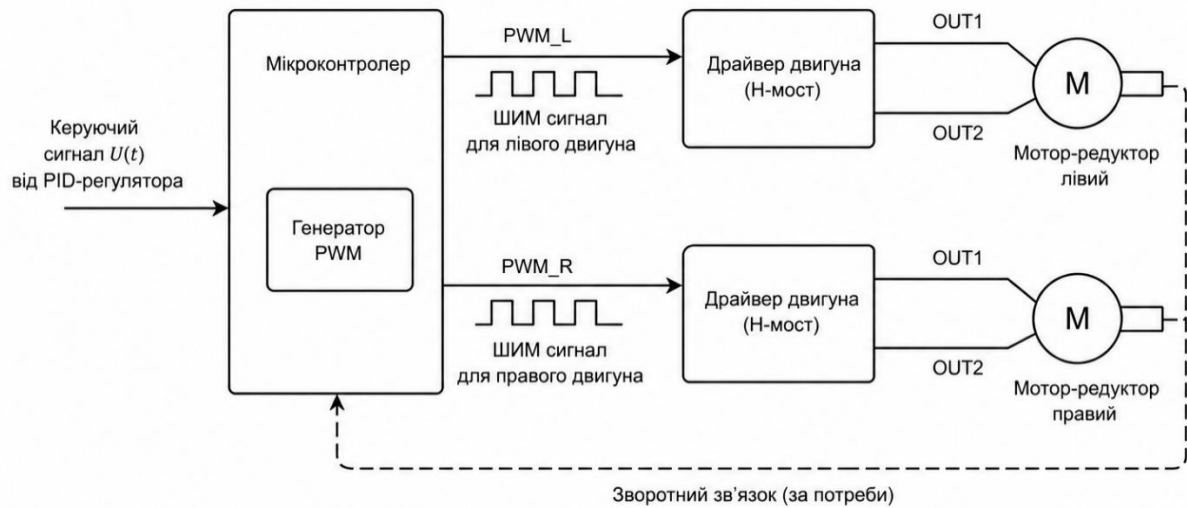 Керуючий
сигнал U(t)
від PID-регулятора
Мікроконтролер
Генератор
PWM
PWM_L
ШИМ сигнал
для лівого двигуна
Драйвер двигуна
(Н-мост)
OUT1
OUT2
M
Мотор-редуктор
лівий
PWM_R
ШИМ сигнал
для правого двигуна
Драйвер двигуна
(Н-мост)
OUT1
OUT2
M
Мотор-редуктор
правий
Зворотний зв'язок (за потреби)